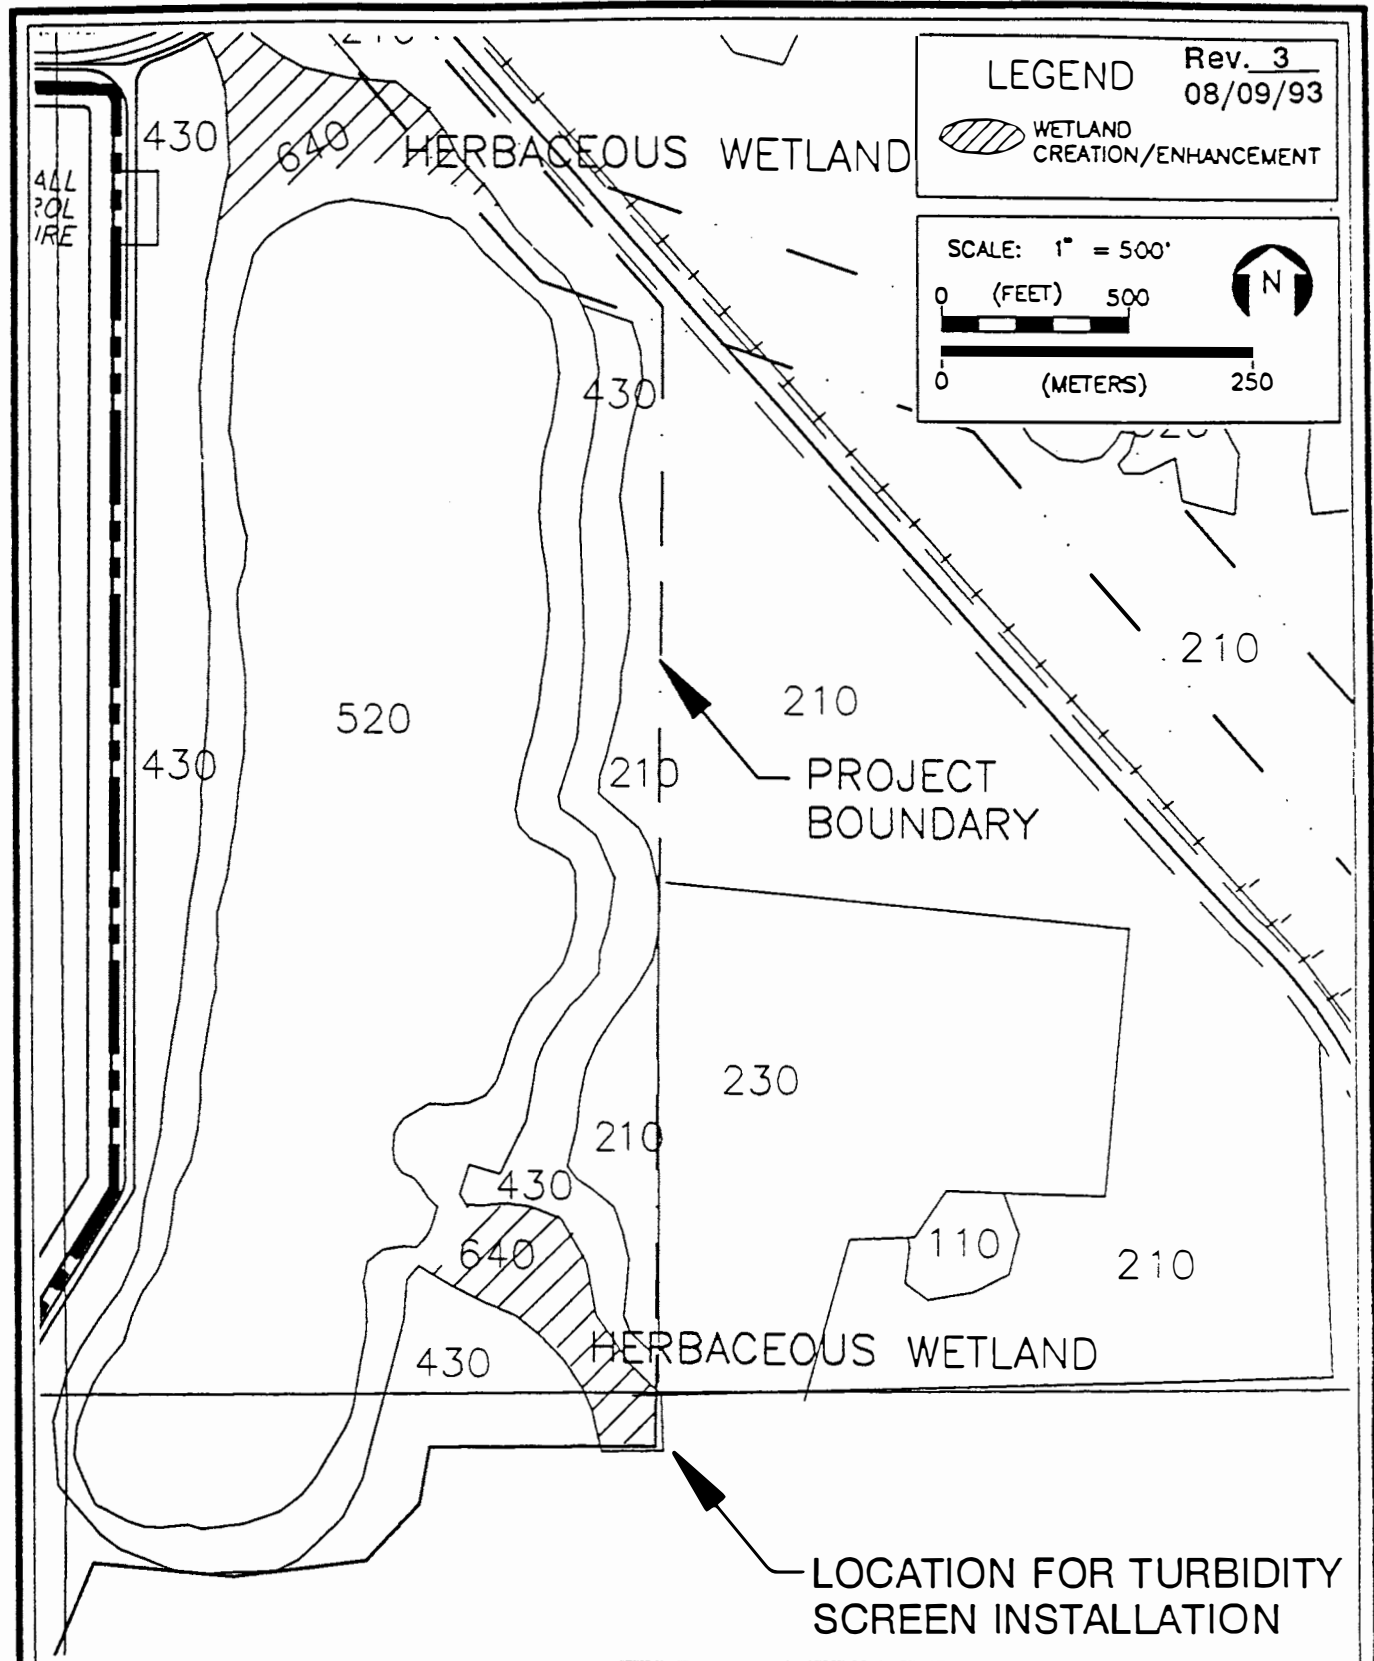 LEGEND
Rev. 3
08/09/93
WETLAND
CREATION/ENHANCEMENT
SCALE: 1" = 500'
0 (FEET) 500
N
0 (METERS) 250
430
640
HERBACEOUS WETLAND
430
210
210
520
430
210
PROJECT
BOUNDARY
230
210
430
640
110
210
HERBACEOUS WETLAND
430
LOCATION FOR TURBIDITY
SCREEN INSTALLATION